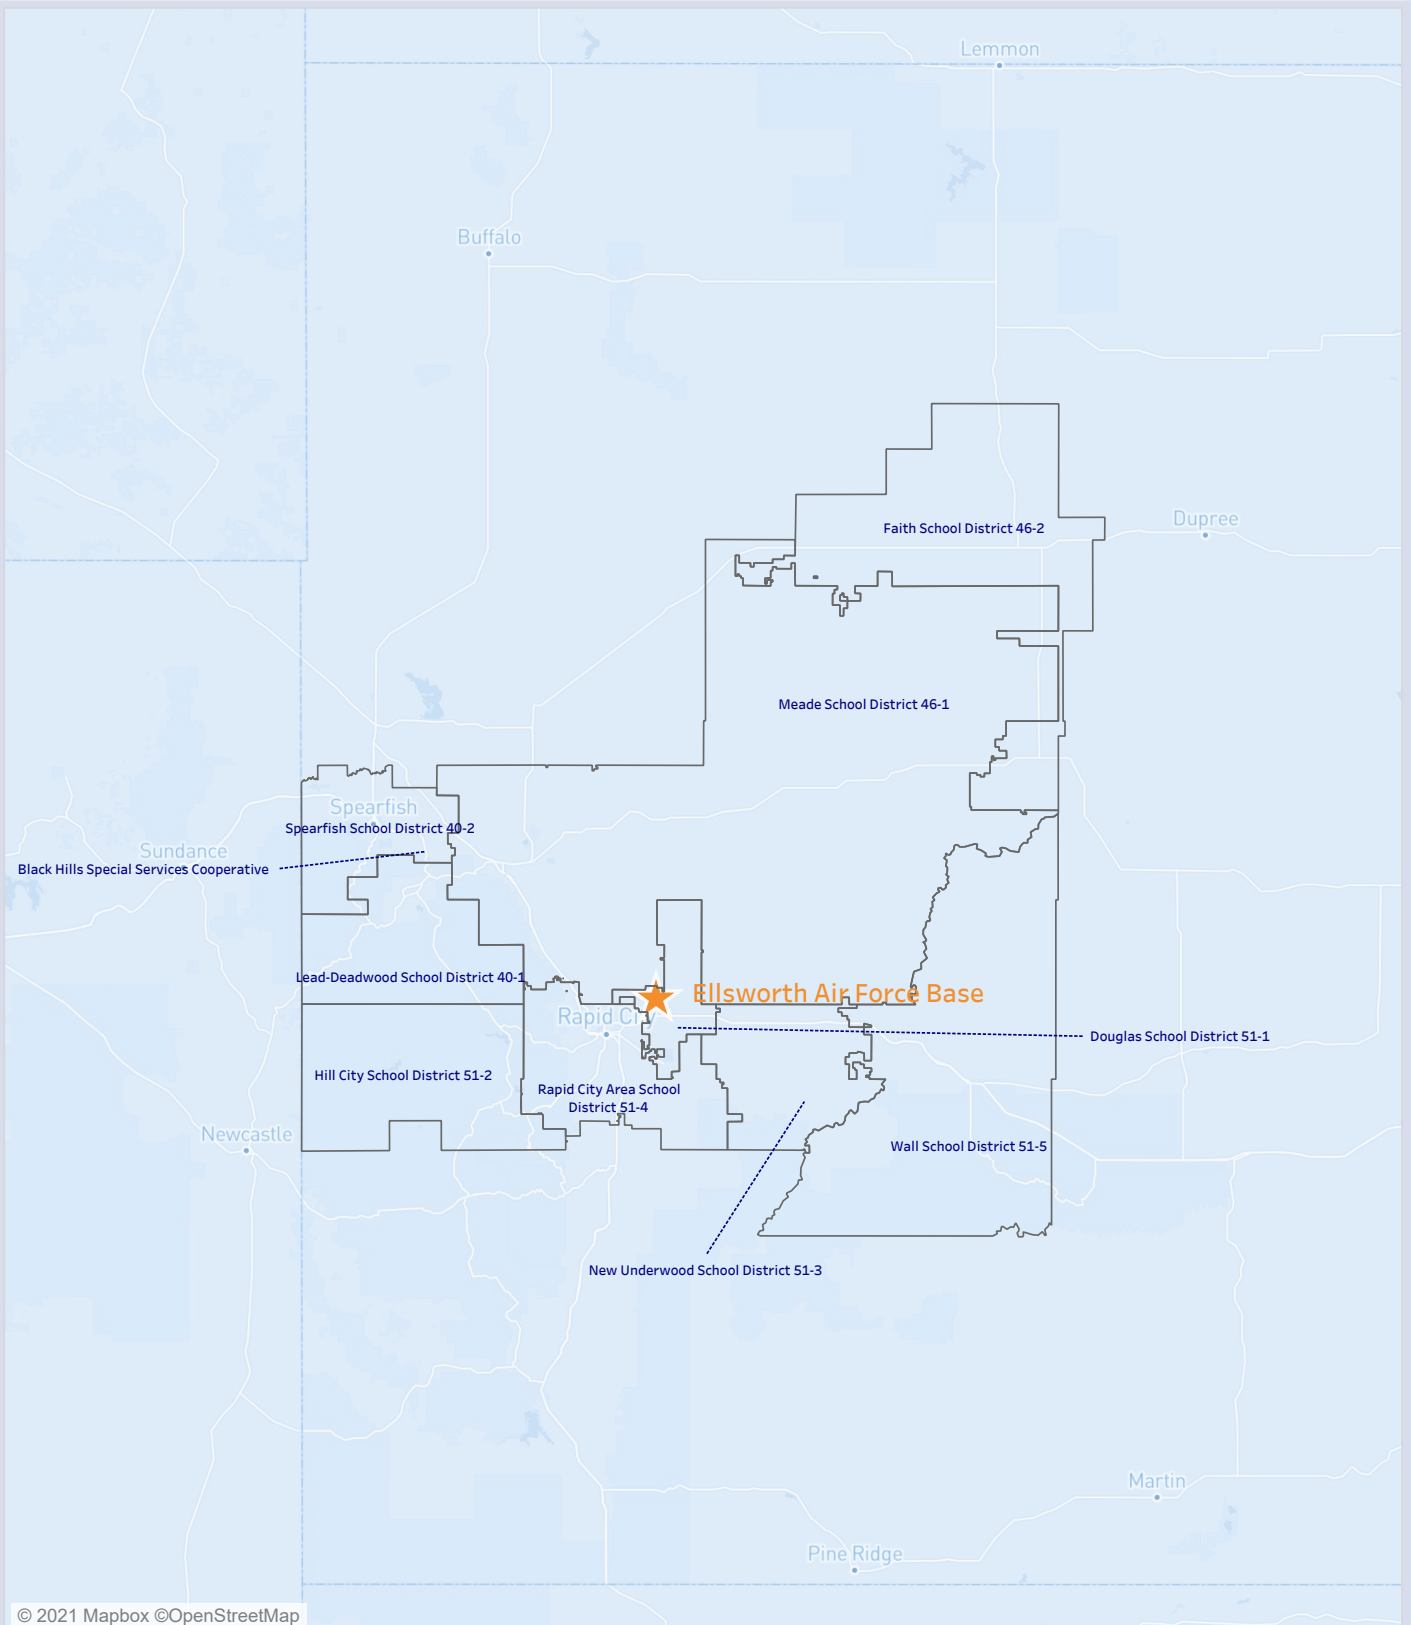 Lemmon
Buffalo
Dupree
Faith School District 46-2
Meade School District 46-1
Spearfish
Spearfish School District 40-2
Sundance
Black Hills Special Services Cooperative
Lead-Deadwood School District 40-1
Ellsworth Air Force Base
Rapid City
Douglas School District 51-1
Hill City School District 51-2
Rapid City Area School
District 51-4
Newcastle
Wall School District 51-5
New Underwood School District 51-3
Martin
Pine Ridge
© 2021 Mapbox ©OpenStreetMap